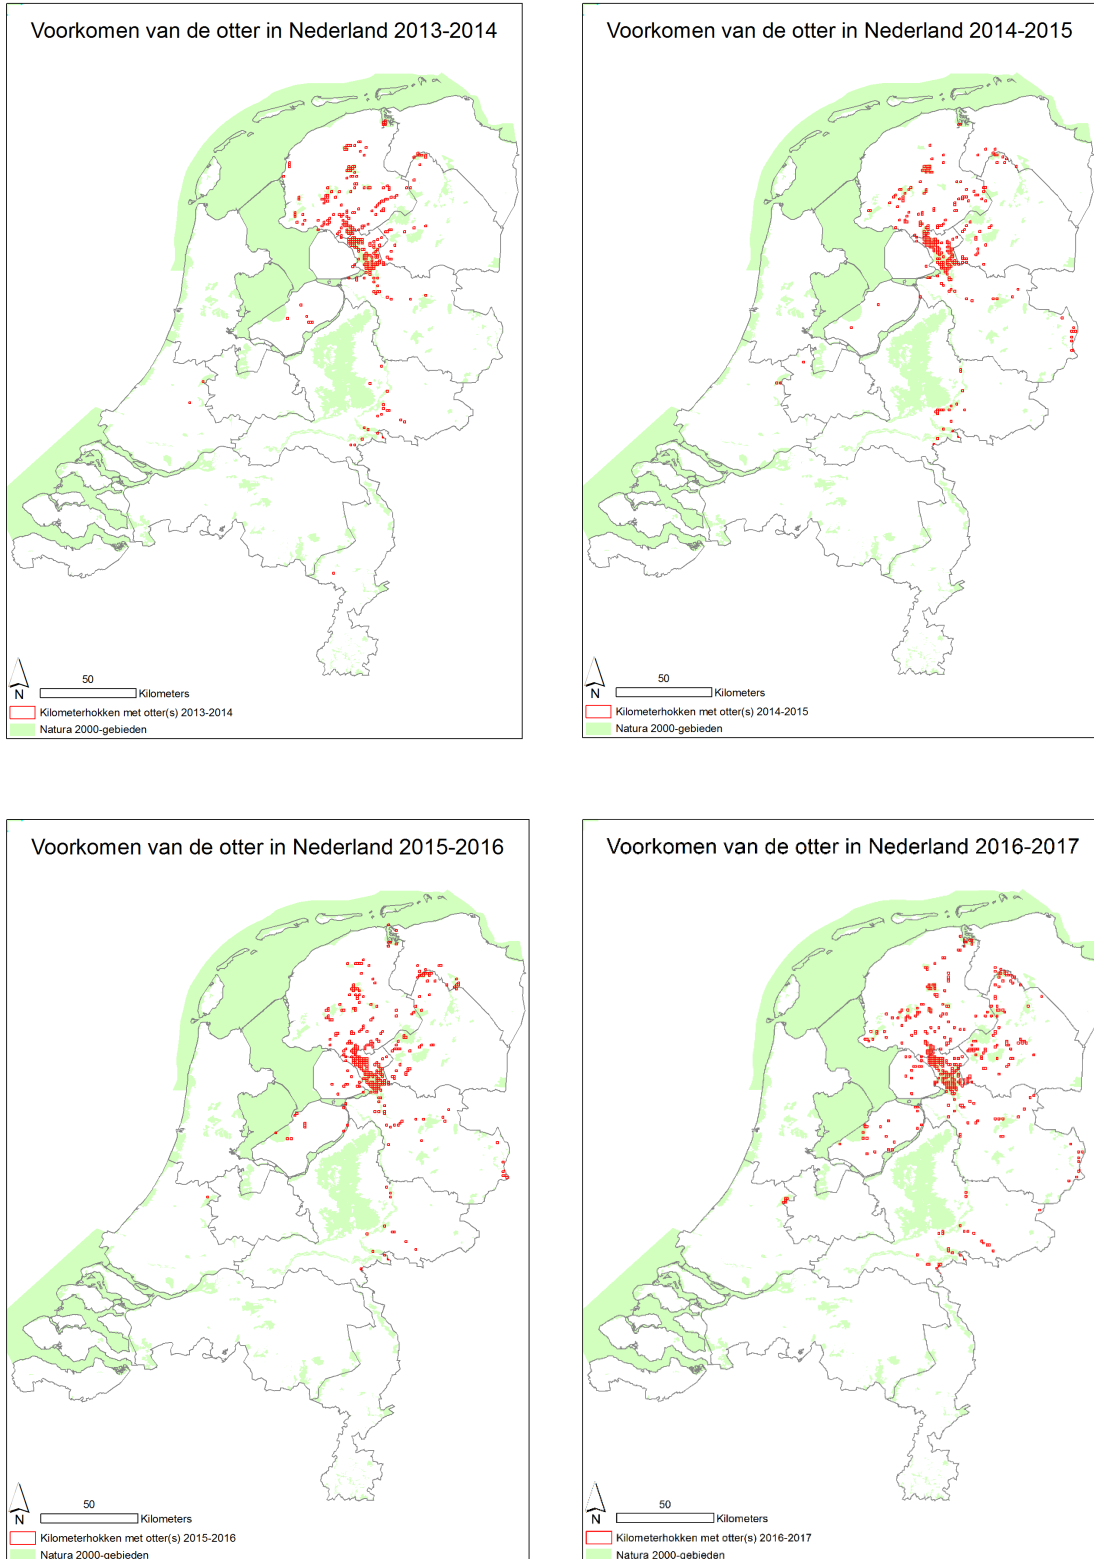 Voorkomen van de otter in Nederland 2013-2014
N
50
Kilometers
Kilometerhokken met otter(s) 2013-2014
Natura 2000-gebieden
Voorkomen van de otter in Nederland 2014-2015
N
50
Kilometers
Kilometerhokken met otter(s) 2014-2015
Natura 2000-gebieden
Voorkomen van de otter in Nederland 2015-2016
N
50
Kilometers
Kilometerhokken met otter(s) 2015-2016
Natura 2000-gebieden
Voorkomen van de otter in Nederland 2016-2017
N
50
Kilometers
Kilometerhokken met otter(s) 2016-2017
Natura 2000-gebieden